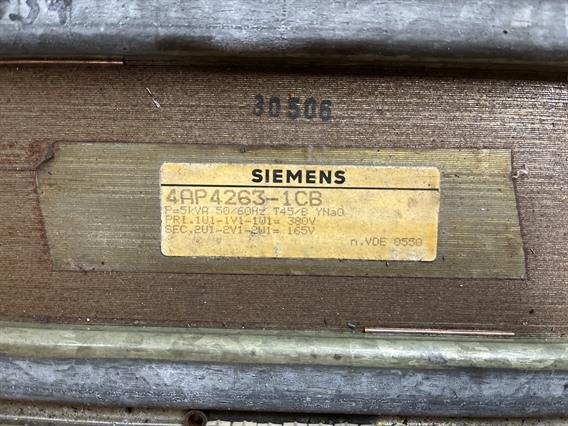 30506
SIEMENS
4AP4263-1CB
P=5kVA 50/60Hz T45/B YNa0
PRI.1U1-1V1-1W1= 380V
SEC.2U1-2V1-2W1= 165V
n.VDE 0550